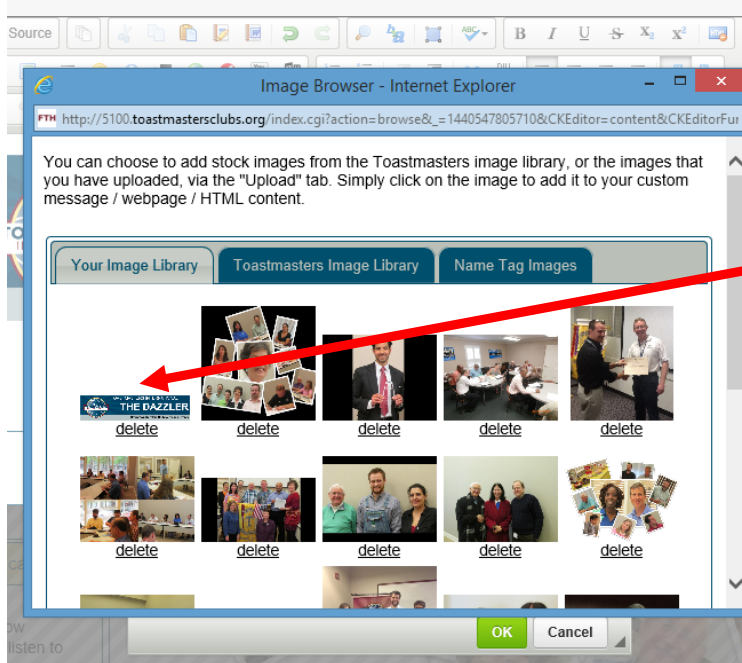 Source
ABC
B I U S X₂ X²
Image Browser - Internet Explorer
FTH http://5100.toastmastersclubs.org/index.cgi?action=browse&_=1440547805710&CKEditor=content&CKEditorFur
You can choose to add stock images from the Toastmasters image library, or the images that
you have uploaded, via the "Upload" tab. Simply click on the image to add it to your custom
message / webpage / HTML content.
Your Image Library Toastmasters Image Library Name Tag Images
THE DAZZLER
delete delete delete delete delete
delete delete delete delete delete
OK Cancel
listen to